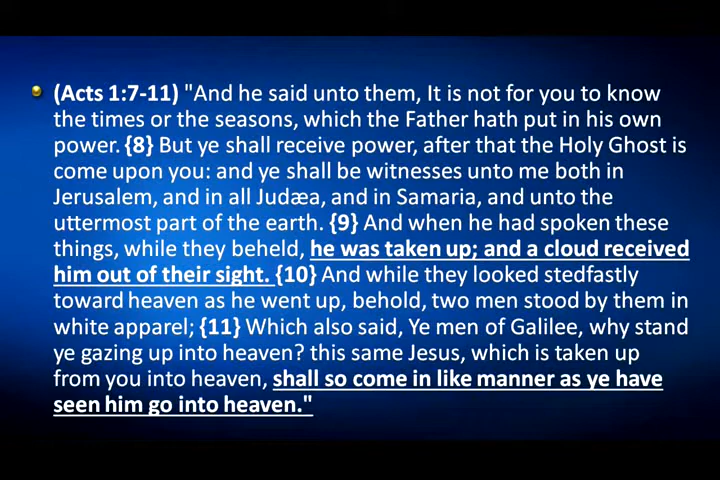 (Acts 1:7-11) "And he said unto them, It is not for you to know
the times or the seasons, which the Father hath put in his own
power. {8} But ye shall receive power, after that the Holy Ghost is
come upon you: and ye shall be witnesses unto me both in
Jerusalem, and in all Judæa, and in Samaria, and unto the
uttermost part of the earth. {9} And when he had spoken these
things, while they beheld, he was taken up; and a cloud received
him out of their sight. {10} And while they looked stedfastly
toward heaven as he went up, behold, two men stood by them in
white apparel; {11} Which also said, Ye men of Galilee, why stand
ye gazing up into heaven? this same Jesus, which is taken up
from you into heaven, shall so come in like manner as ye have
seen him go into heaven."